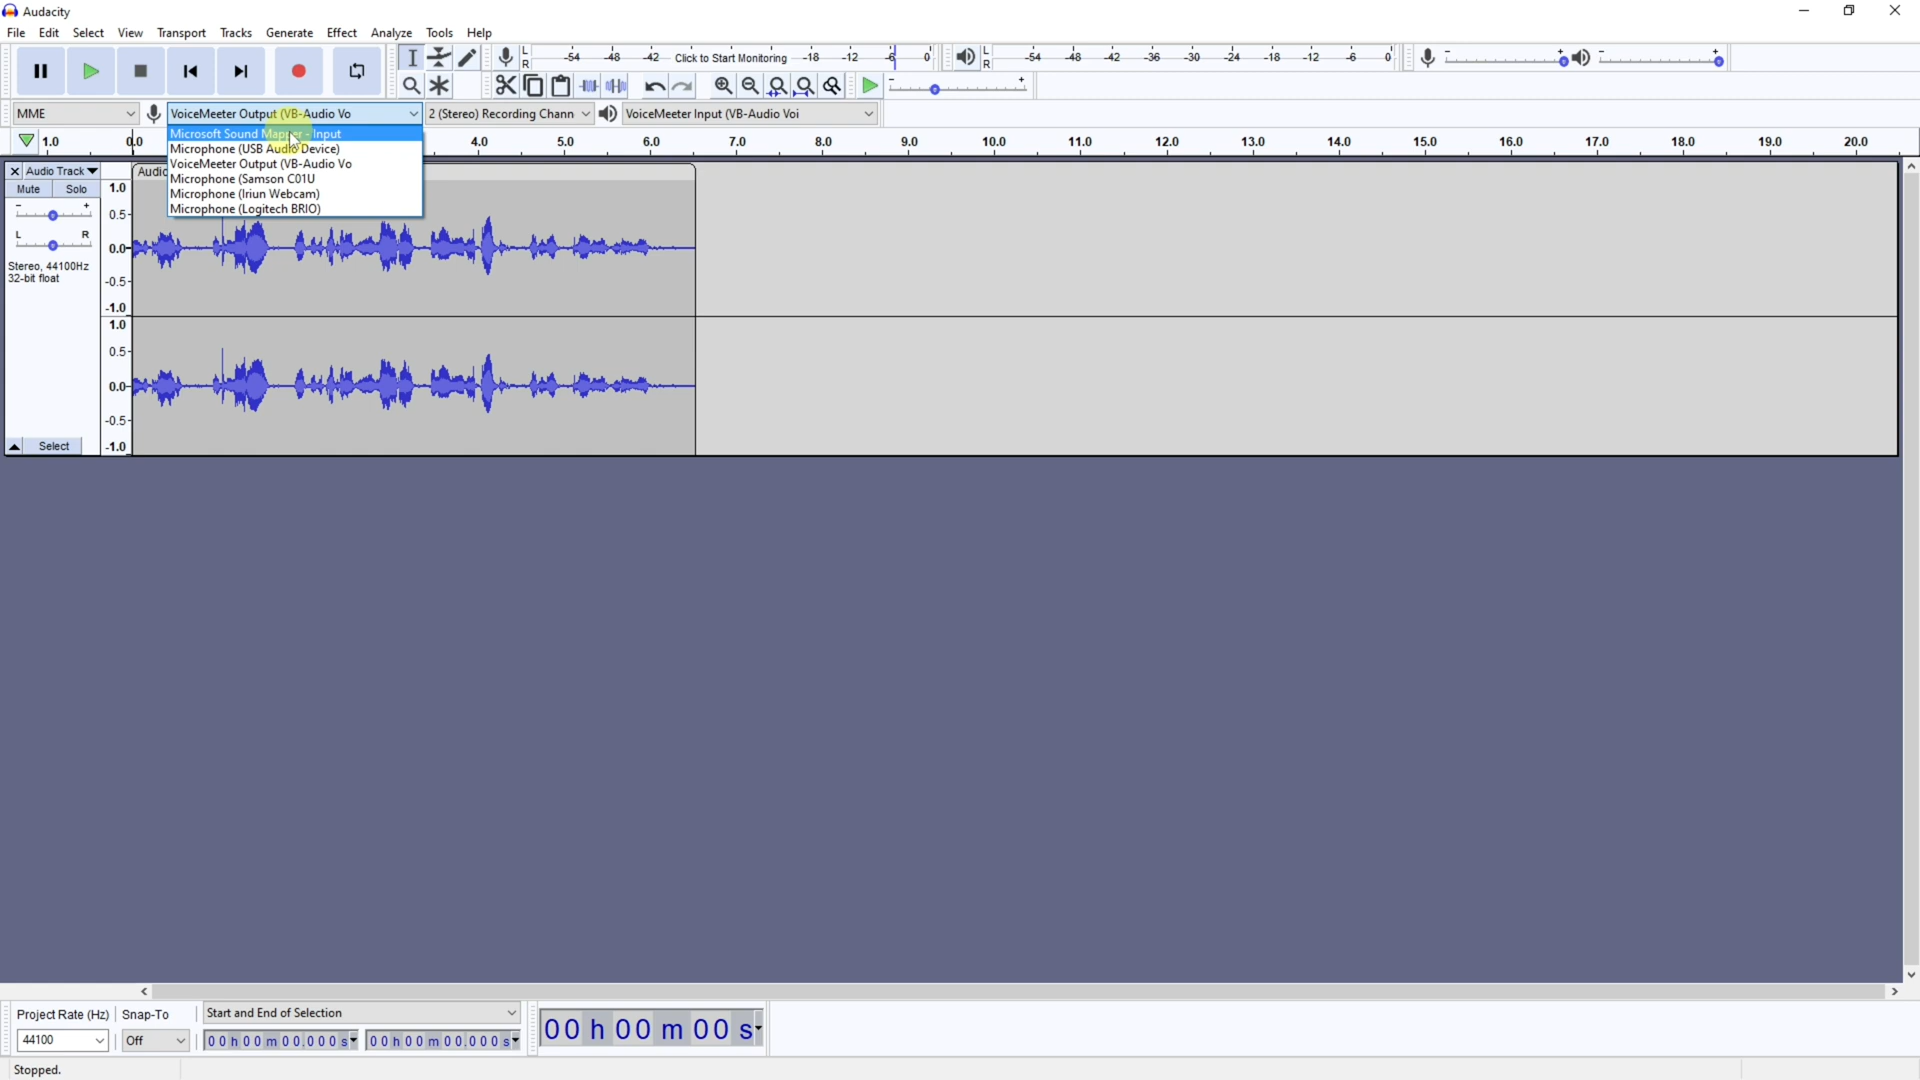 Audacity
File Edit Select View Transport Tracks Generate Effect Analyze Tools Help
L R -54 -48 -42 Click to Start Monitoring -18 -12 -6 0 L R -54 -48 -42 -36 -30 -24 -18 -12 -6 0 - + - +
- +
MME VoiceMeeter Output (VB-Audio Vo 2 (Stereo) Recording Chann VoiceMeeter Input (VB-Audio Voi
Microsoft Sound Mapper - Input
Microphone (USB Audio Device)
VoiceMeeter Output (VB-Audio Vo
Microphone (Samson C01U
Microphone (Iriun Webcam)
Microphone (Logitech BRIO)
1.0 0.0 4.0 5.0 6.0 7.0 8.0 9.0 10.0 11.0 12.0 13.0 14.0 15.0 16.0 17.0 18.0 19.0 20.0
Audio Track
Mute Solo
- +
L R
Stereo, 44100Hz
32-bit float
Select
Audio
1.0
0.5
0.0
-0.5
-1.0
1.0
0.5
0.0
-0.5
-1.0
Project Rate (Hz) Snap-To Start and End of Selection
44100 Off 00 h 00 m 00.000 s 00 h 00 m 00.000 s 00 h 00 m 00 s
Stopped.